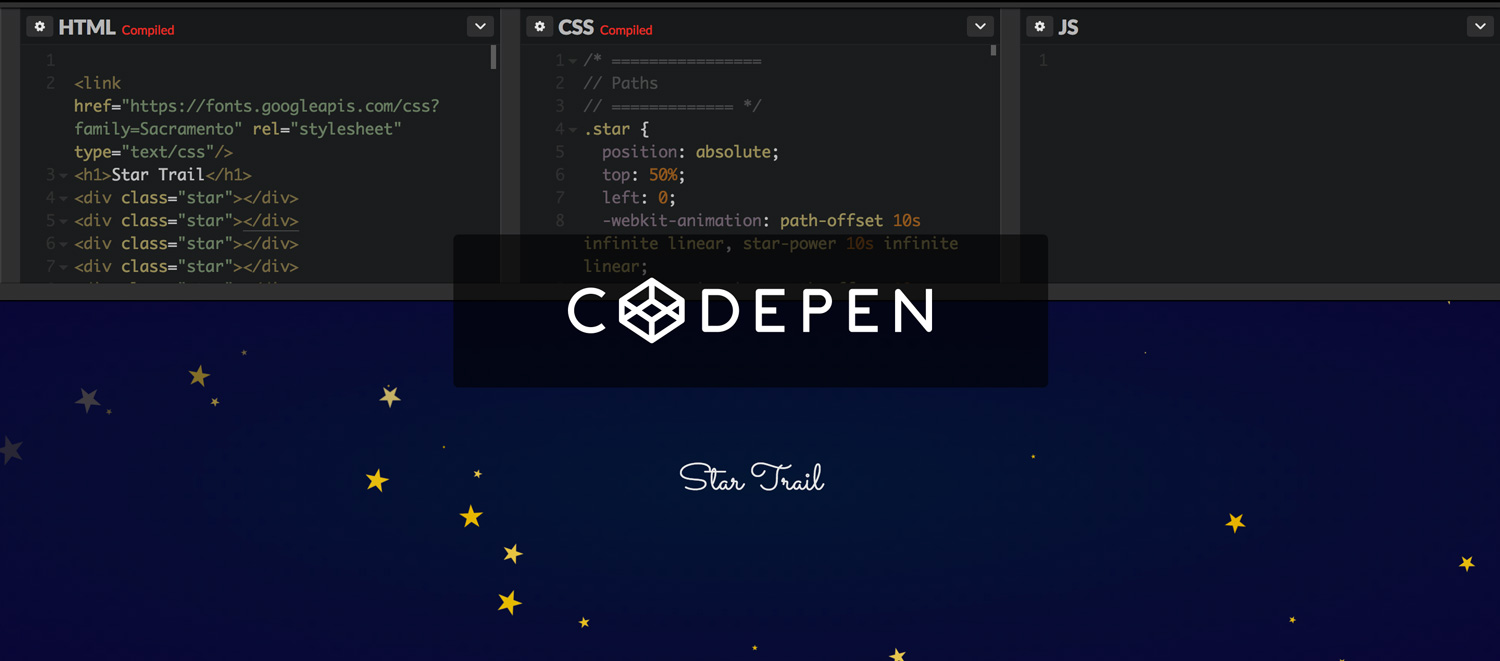 HTML Compiled
1
2 <link
href="https://fonts.googleapis.com/css?
family=Sacramento" rel="stylesheet"
type="text/css"/>
3 <h1>Star Trail</h1>
4 <div class="star"></div>
5 <div class="star"></div>
6 <div class="star"></div>
7 <div class="star"></div>
CSS Compiled
1 /* ================
2 // Paths
3 // ============= */
4 .star {
5 position: absolute;
6 top: 50%;
7 left: 0;
8 -webkit-animation: path-offset 10s
infinite linear, star-power 10s infinite
linear;
JS
1
CODEPEN
Star Trail